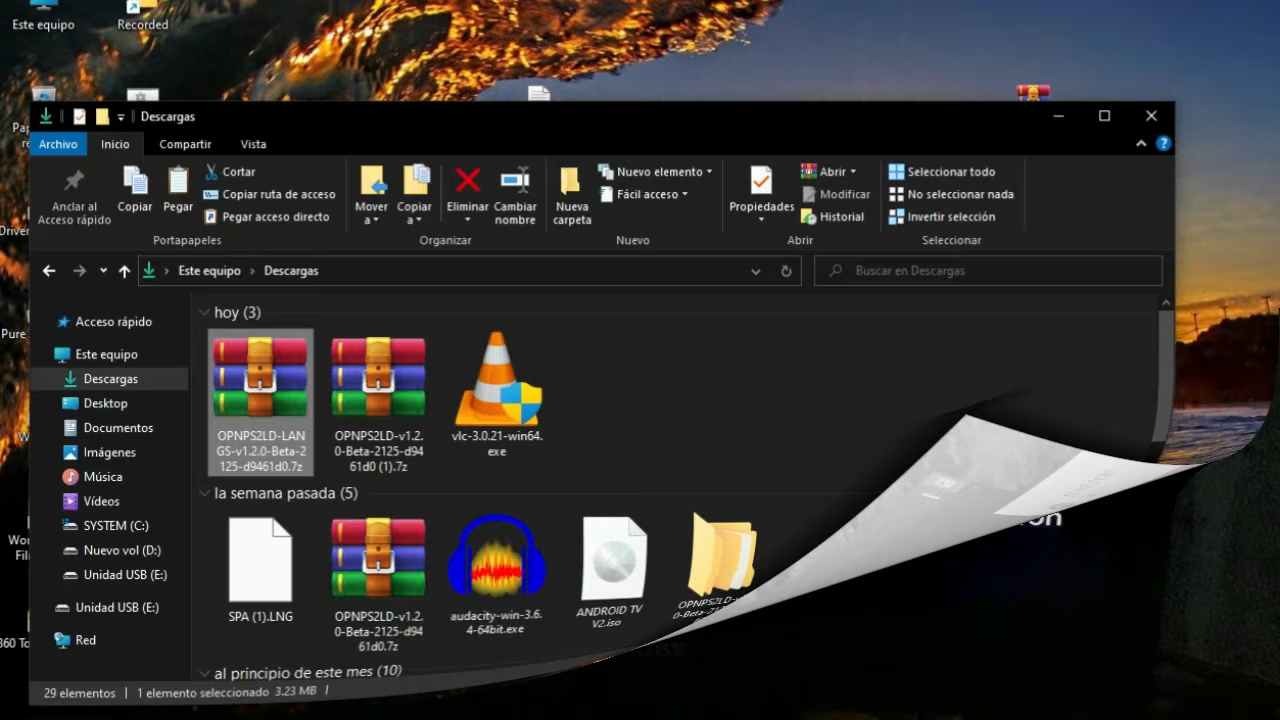 Este equipo
Recorded
Descargas
Archivo
Inicio
Compartir
Vista
Anclar al
Acceso rápido
Copiar
Pegar
Cortar
Copiar ruta de acceso
Pegar acceso directo
Portapapeles
Mover
a
Copiar
a
Eliminar
Cambiar
nombre
Organizar
Nueva
carpeta
Nuevo elemento
Fácil acceso
Nuevo
Propiedades
Abrir
Modificar
Historial
Abrir
Seleccionar todo
No seleccionar nada
Invertir selección
Seleccionar
Este equipo > Descargas
Buscar en Descargas
Acceso rápido
Este equipo
Descargas
Desktop
Documentos
Imágenes
Música
Vídeos
SYSTEM (C:)
Nuevo vol (D:)
Unidad USB (E:)
Unidad USB (E:)
Red
hoy (3)
OPNPS2LD-LAN
GS-v1.2.0-Beta-2
125-d9461d0.7z
OPNPS2LD-v1.2.
0-Beta-2125-d94
61d0 (1).7z
vlc-3.0.21-win64.
exe
la semana pasada (5)
SPA (1).LNG
OPNPS2LD-v1.2.
0-Beta-2125-d94
61d0.7z
audacity-win-3.6.
4-64bit.exe
ANDROID TV
V2.iso
al principio de este mes (10)
29 elementos
1 elemento seleccionado 3.23 MB